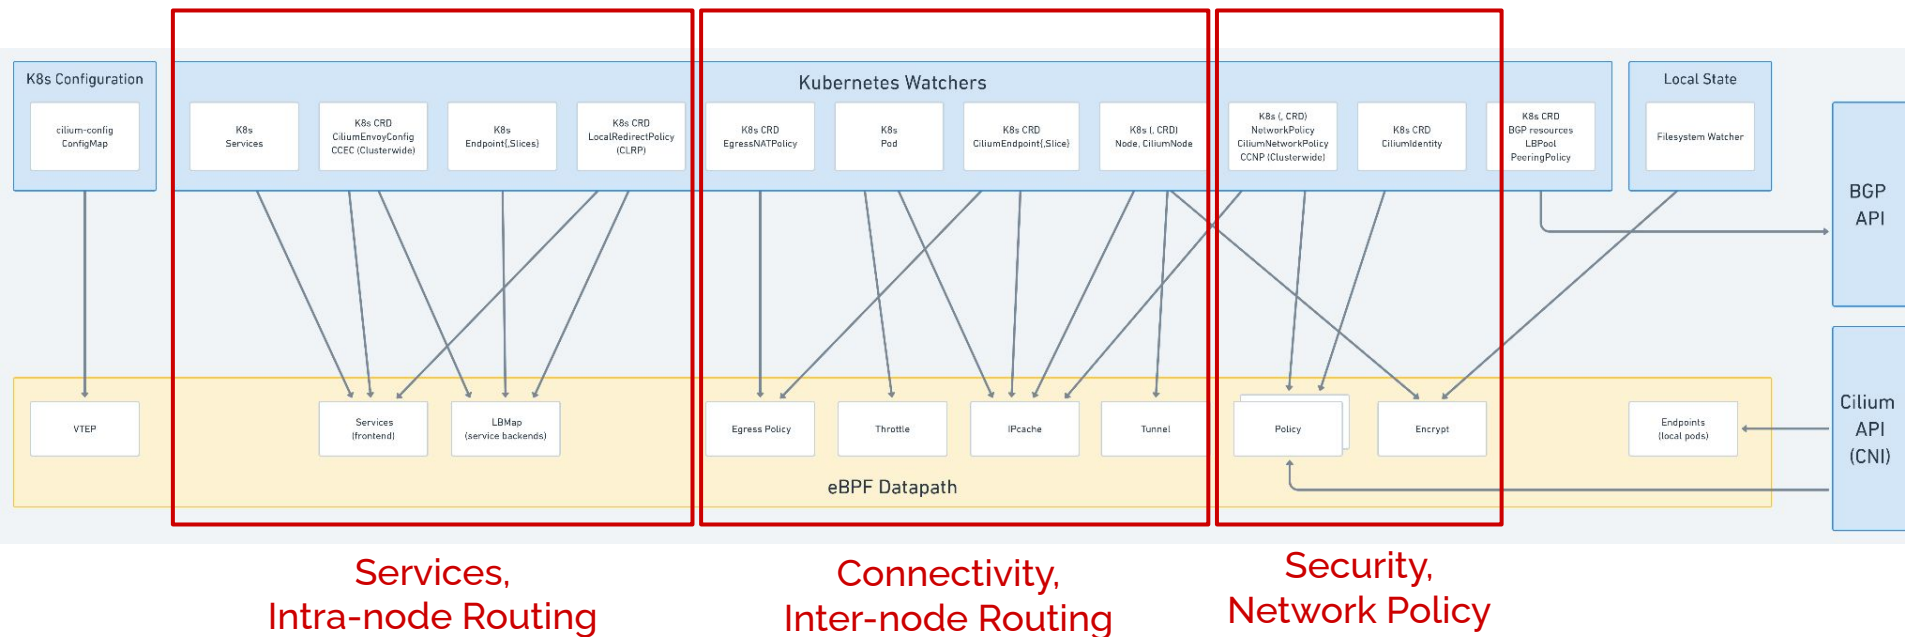 K8s Configuration
cilium-config
ConfigMap
Kubernetes Watchers
K8s
Services
K8s CRD
CiliumEnvoyConfig
CCEC (Clusterwide)
K8s
Endpoint{,Slices}
K8s CRD
LocalRedirectPolicy
(CLRP)
K8s CRD
EgressNATPolicy
K8s
Pod
K8s CRD
CiliumEndpoint{,Slice}
K8s (, CRD)
Node, CiliumNode
K8s (, CRD)
NetworkPolicy
CiliumNetworkPolicy
CCNP (Clusterwide)
K8s CRD
CiliumIdentity
K8s CRD
BGP resources
LBPool
PeeringPolicy
Local State
Filesystem Watcher
BGP
API
VTEP
Services
(frontend)
LBMap
(service backends)
Egress Policy
Throttle
IPcache
Tunnel
Policy
Encrypt
Endpoints
(local pods)
eBPF Datapath
Cilium
API
(CNI)
Services,
Intra-node Routing
Connectivity,
Inter-node Routing
Security,
Network Policy